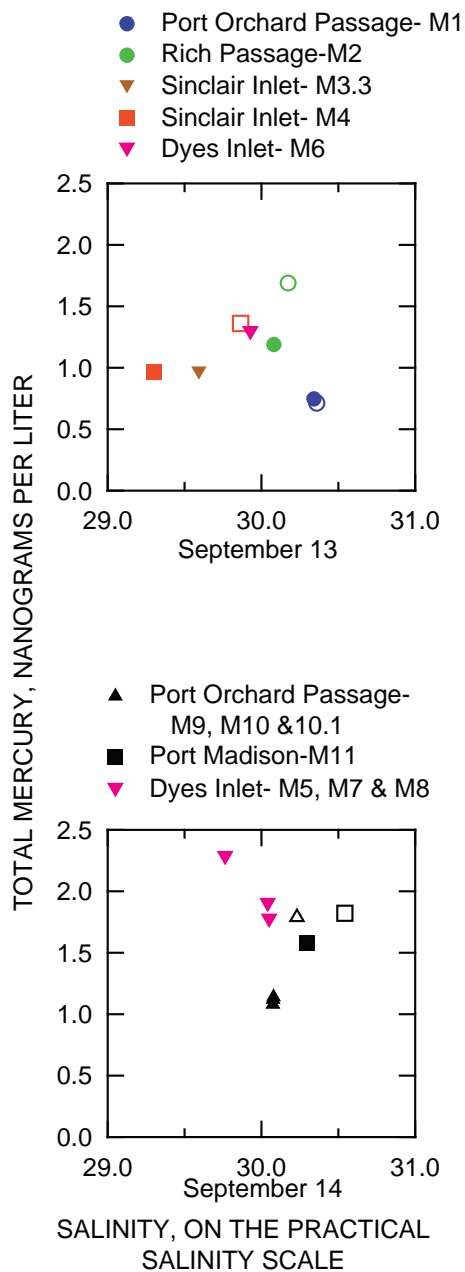 Port Orchard Passage- M1
Rich Passage-M2
Sinclair Inlet- M3.3
Sinclair Inlet- M4
Dyes Inlet- M6
TOTAL MERCURY, NANOGRAMS PER LITER
2.5
2.0
1.5
1.0
0.5
0.0
29.0 30.0 31.0
September 13
Port Orchard Passage-
M9, M10 &10.1
Port Madison-M11
Dyes Inlet- M5, M7 & M8
2.5
2.0
1.5
1.0
0.5
0.0
29.0 30.0 31.0
September 14
SALINITY, ON THE PRACTICAL
SALINITY SCALE